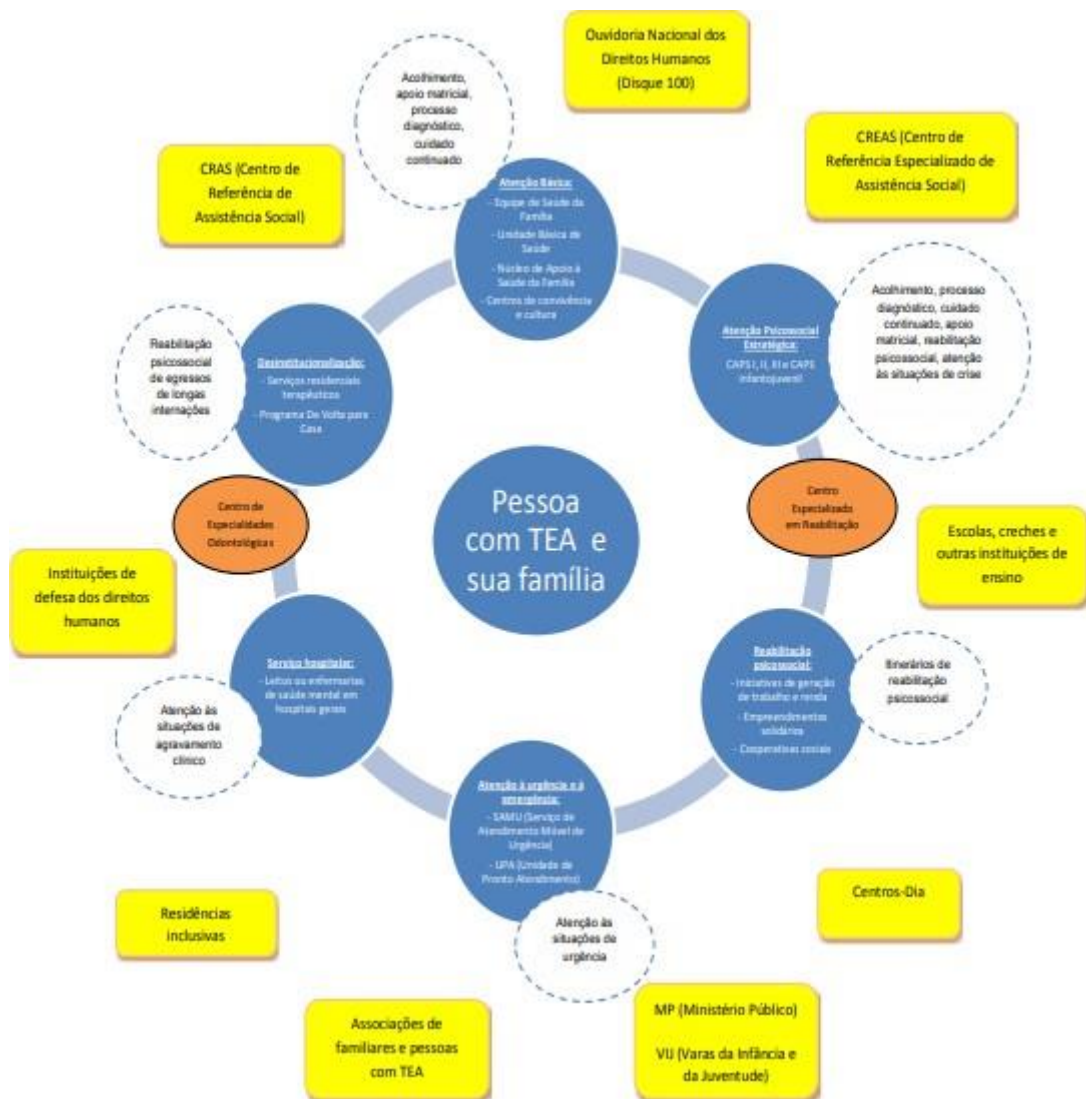 Ouvidoria Nacional dos
Direitos Humanos
(Disque 100)
Acolhimento,
apoio matricial,
processo
diagnóstico,
cuidado
continuado
CREAS (Centro de
Referência Especializado de
Assistência Social)
CRAS (Centro de
Referência de
Assistência Social)
Atenção Básica:
- Equipe de Saúde da
Família
- Unidade Básica de
Saúde
- Núcleo de Apoio à
Saúde da Família
- Centros de convivência
e cultura
Acolhimento, processo
diagnóstico, cuidado
continuado, apoio
matricial, reabilitação
psicossocial, atenção
às situações de crise
Atenção Psicosocial
Estratégica:
CAPS I, II, III e CAPS
infantojuvenil
Reabilitação
psicossocial
de egressos
de longas
internações
Desinstitucionalização:
- Serviços residenciais
terapêuticos
- Programa De Volta para
Casa
Pessoa
com TEA e
sua família
Centro
Especializado
em Reabilitação
Centro de
Especialidades
Odontológicas
Escolas, creches e
outras instituições de
ensino
Instituições de
defesa dos direitos
humanos
Serviço hospitalar:
- Leitos ou enfermarias
de saúde mental em
hospitais gerais
Reabilitação
psicossocial:
- Iniciativas de geração
de trabalho e renda
- Empreendimentos
solidários
- Cooperativas sociais
Itinerários de
reabilitação
psicossocial
Atenção às
situações de
agravamento
clínico
Atenção à urgência e à
emergência:
- SAMU (Serviço de
Atendimento Móvel de
Urgência)
- UPA (Unidade de
Pronto Atendimento)
Centros-Dia
Residências
inclusivas
Atenção às
situações de
urgência
Associações de
familiares e pessoas
com TEA
MP (Ministério Público)
VIJ (Varas da Infância e
da Juventude)